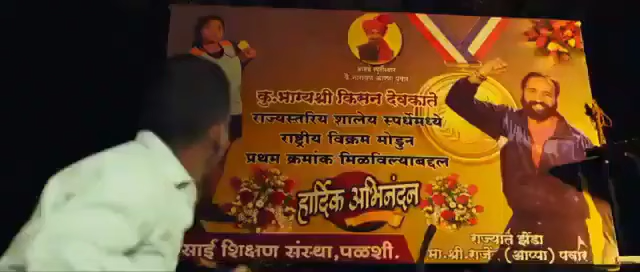 कु.भाग्यश्री किसन देवकाते
राज्यस्तरिय शालेय स्पर्धेमध्ये
राष्ट्रीय विक्रम मोडुन
प्रथम क्रमांक मिळविल्याबद्दल
हार्दिक अभिनंदन
साई शिक्षण संस्था,पळशी.
राज्याते झेंडा
मा.श्री.राजे . (आप्पा) पवार